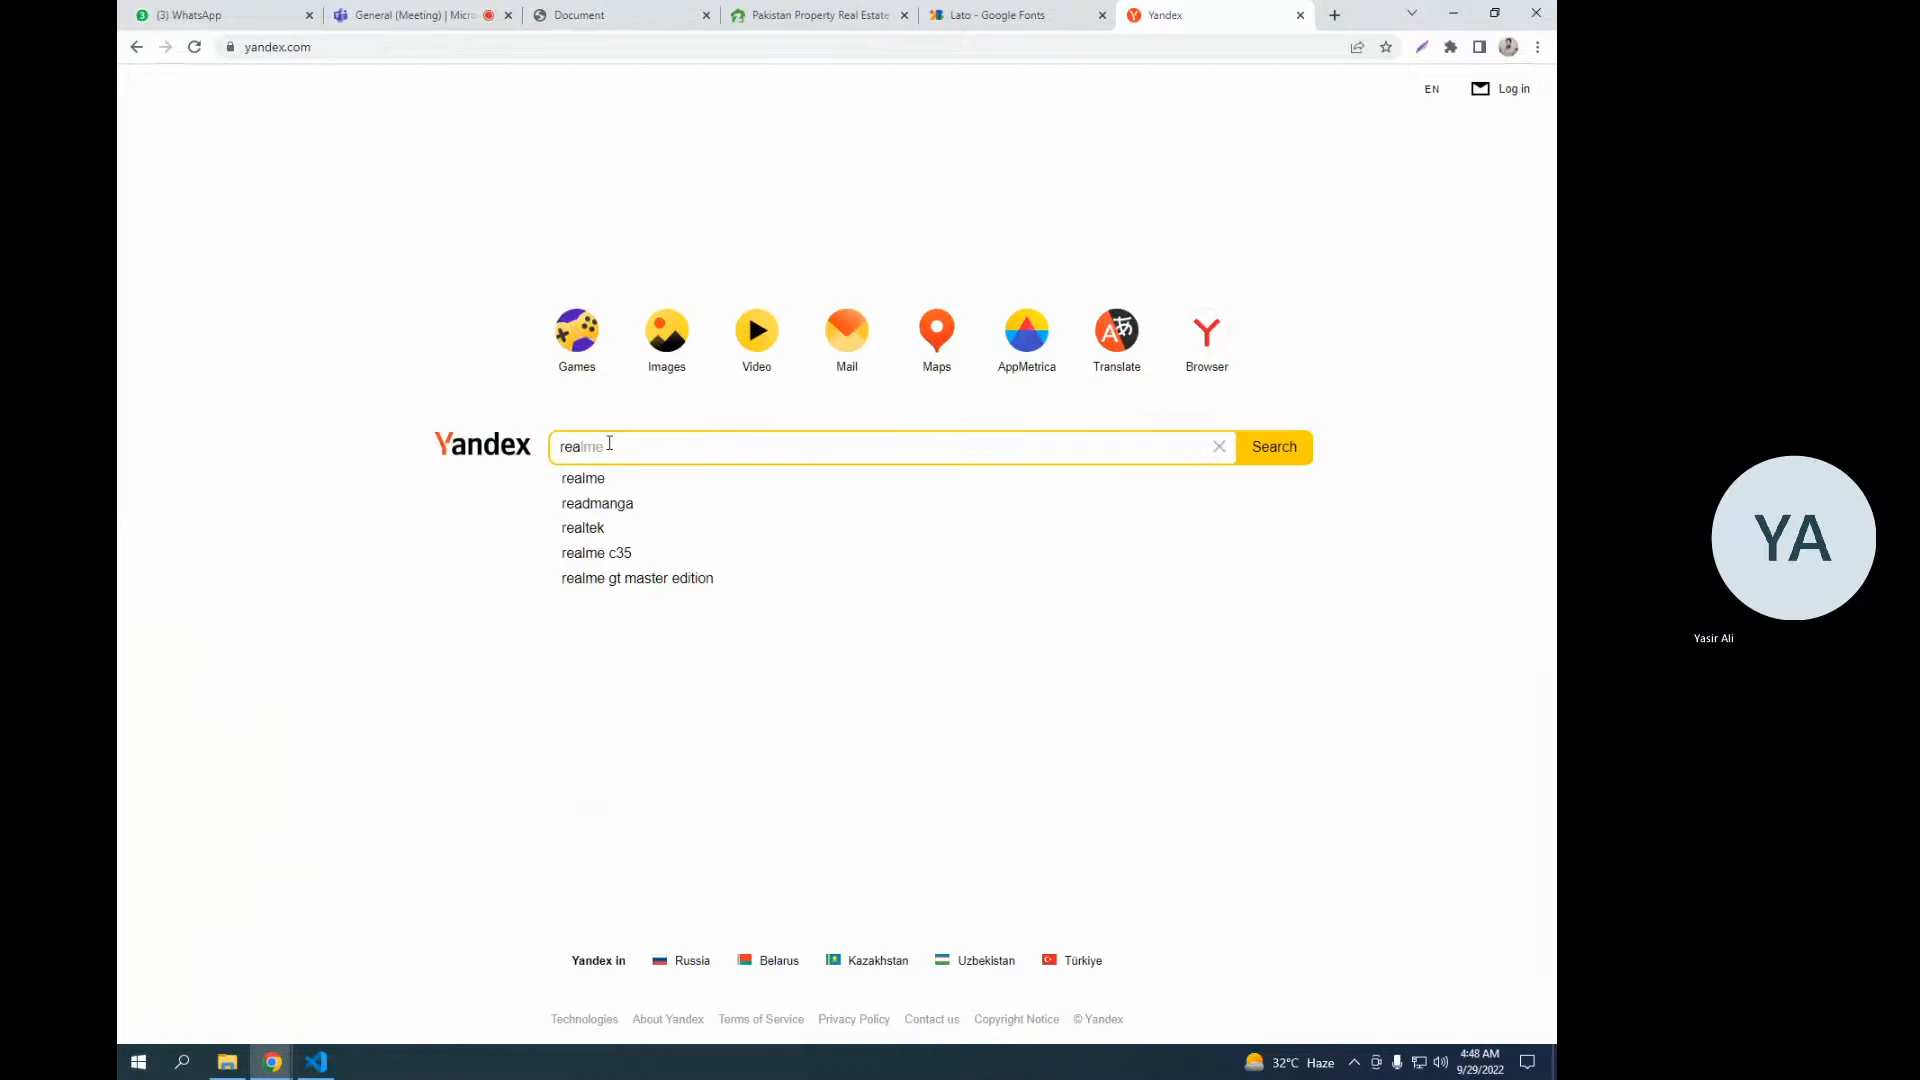 (3) WhatsApp
General (Meeting) | Micro
Document
Pakistan Property Real Estate
Lato - Google Fonts
Yandex
yandex.com
EN
Log in
Games
Images
Video
Mail
Maps
AppMetrica
Translate
Browser
Yandex
realme
Search
realme
readmanga
realtek
realme c35
realme gt master edition
YA
Yasir Ali
Yandex in
Russia
Belarus
Kazakhstan
Uzbekistan
Türkiye
Technologies
About Yandex
Terms of Service
Privacy Policy
Contact us
Copyright Notice
© Yandex
32°C Haze
4:48 AM
9/29/2022